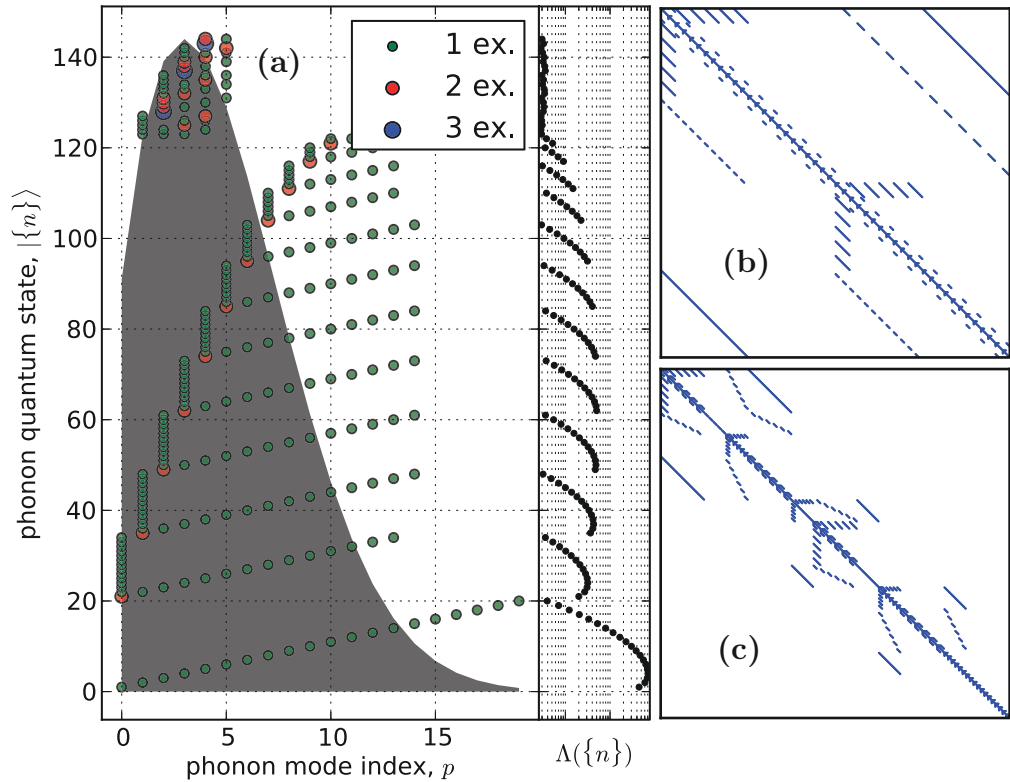 140
120
100
80
60
40
20
0
phonon quantum state, |{n}⟩
(a)
1 ex.
2 ex.
3 ex.
0
5
10
15
phonon mode index, p
Λ({n})
(b)
(c)